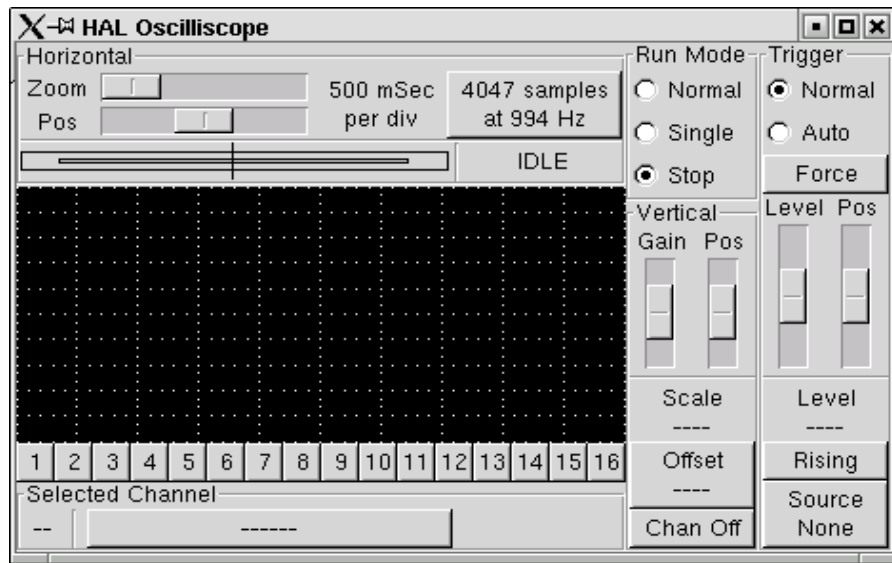 HAL Oscilliscope
Horizontal
Zoom
Pos
500 mSec
per div
4047 samples
at 994 Hz
IDLE
Run Mode
Normal
Single
Stop
Trigger
Normal
Auto
Force
Level Pos
Vertical
Gain Pos
Scale
----
Level
----
1 2 3 4 5 6 7 8 9 10 11 12 13 14 15 16
Offset
----
Rising
Selected Channel
--
------
Chan Off
Source
None